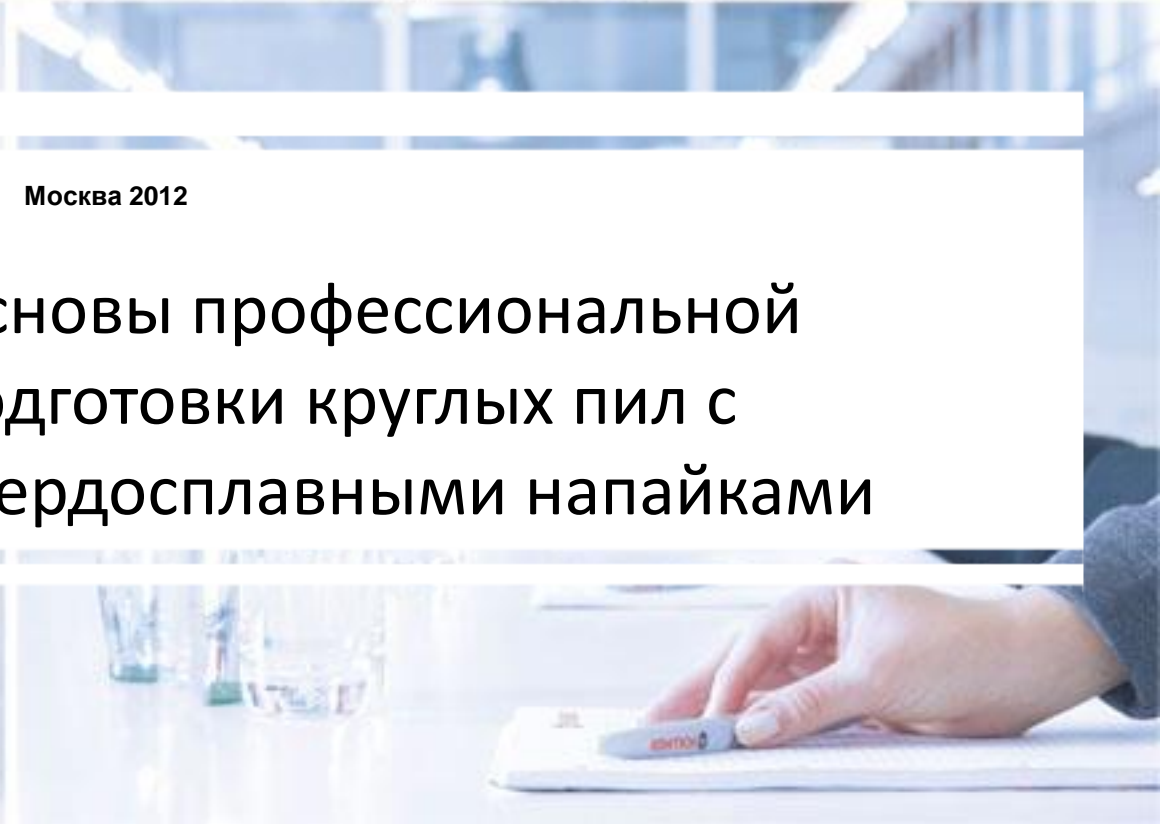 Москва 2012
сновы профессиональной
одготовки круглых пил с
ердосплавными напайками